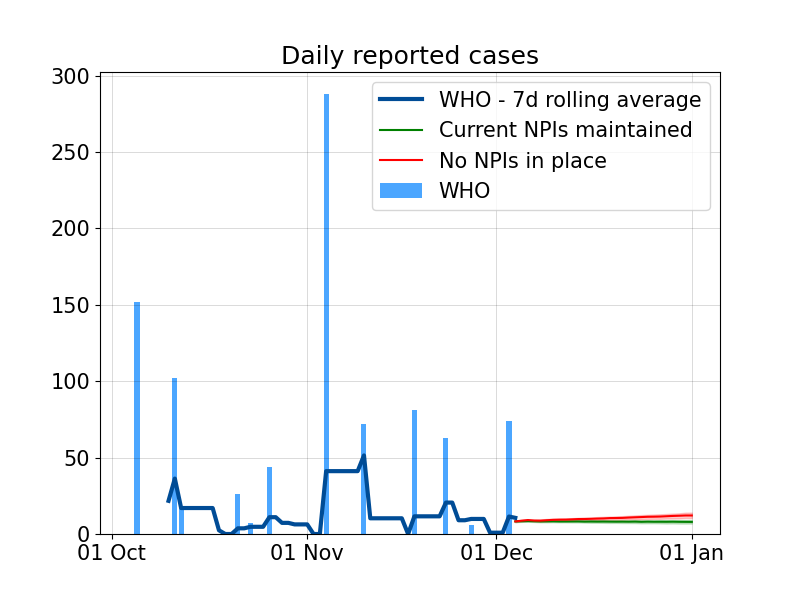 Daily reported cases
300
250
200
150
100
50
0
01 Oct
01 Nov
01 Dec
01 Jan
WHO - 7d rolling average
Current NPIs maintained
No NPIs in place
WHO